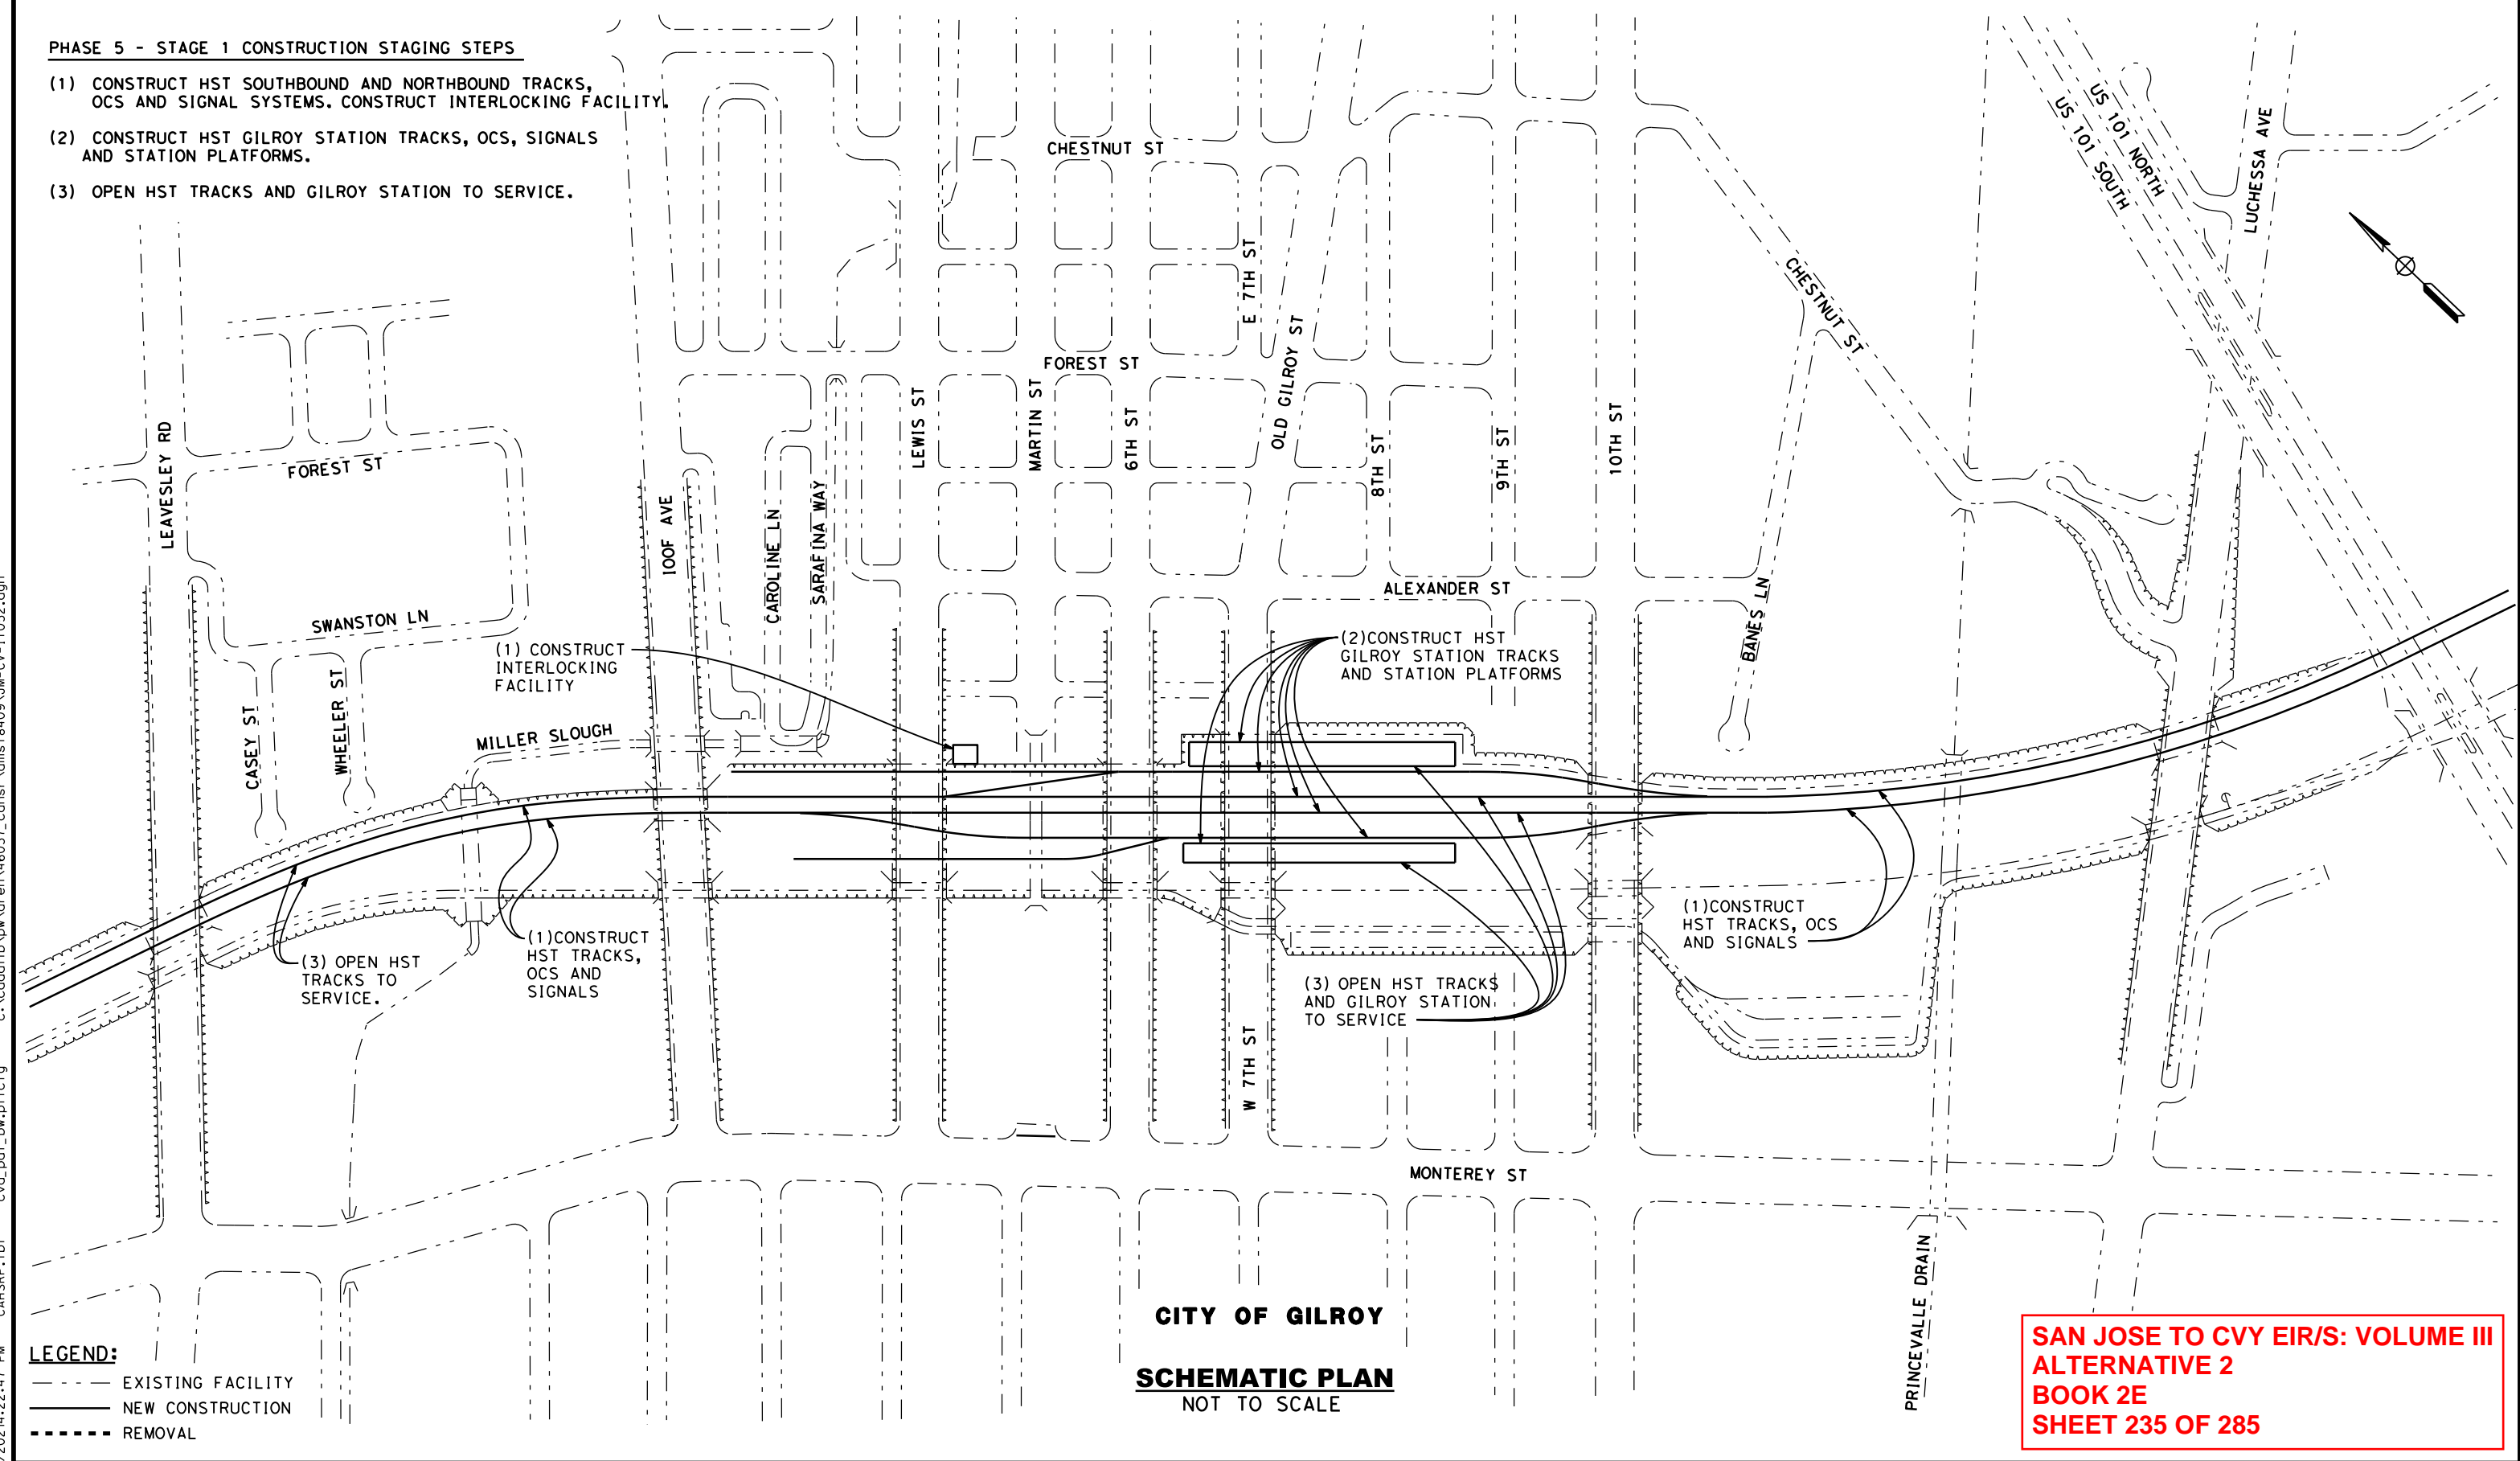 PHASE 5 - STAGE 1 CONSTRUCTION STAGING STEPS
(1) CONSTRUCT HST SOUTHBOUND AND NORTHBOUND TRACKS,
OCS AND SIGNAL SYSTEMS. CONSTRUCT INTERLOCKING FACILITY.
(2) CONSTRUCT HST GILROY STATION TRACKS, OCS, SIGNALS
AND STATION PLATFORMS.
(3) OPEN HST TRACKS AND GILROY STATION TO SERVICE.
CHESTNUT ST
US 101 NORTH
US 101 SOUTH
LUCHESSA AVE
E 7TH ST
CHESTNUT ST
OLD GILROY ST
FOREST ST
LEWIS ST
MARTIN ST
6TH ST
8TH ST
9TH ST
10TH ST
LEAVESLEY RD
FOREST ST
IOOF AVE
CAROLINE LN
SARAFINA WAY
ALEXANDER ST
BANES LN
SWANSTON LN
(1) CONSTRUCT
INTERLOCKING
FACILITY
(2)CONSTRUCT HST
GILROY STATION TRACKS
AND STATION PLATFORMS
CASEY ST
WHEELER ST
MILLER SLOUGH
(3) OPEN HST
TRACKS TO
SERVICE.
(1)CONSTRUCT
HST TRACKS,
OCS AND
SIGNALS
(3) OPEN HST TRACKS
AND GILROY STATION
TO SERVICE
(1)CONSTRUCT
HST TRACKS, OCS
AND SIGNALS
W 7TH ST
MONTEREY ST
PRINCEVALLE DRAIN
CITY OF GILROY
SCHEMATIC PLAN
NOT TO SCALE
LEGEND:
EXISTING FACILITY
NEW CONSTRUCTION
REMOVAL
SAN JOSE TO CVY EIR/S: VOLUME III
ALTERNATIVE 2
BOOK 2E
SHEET 235 OF 285